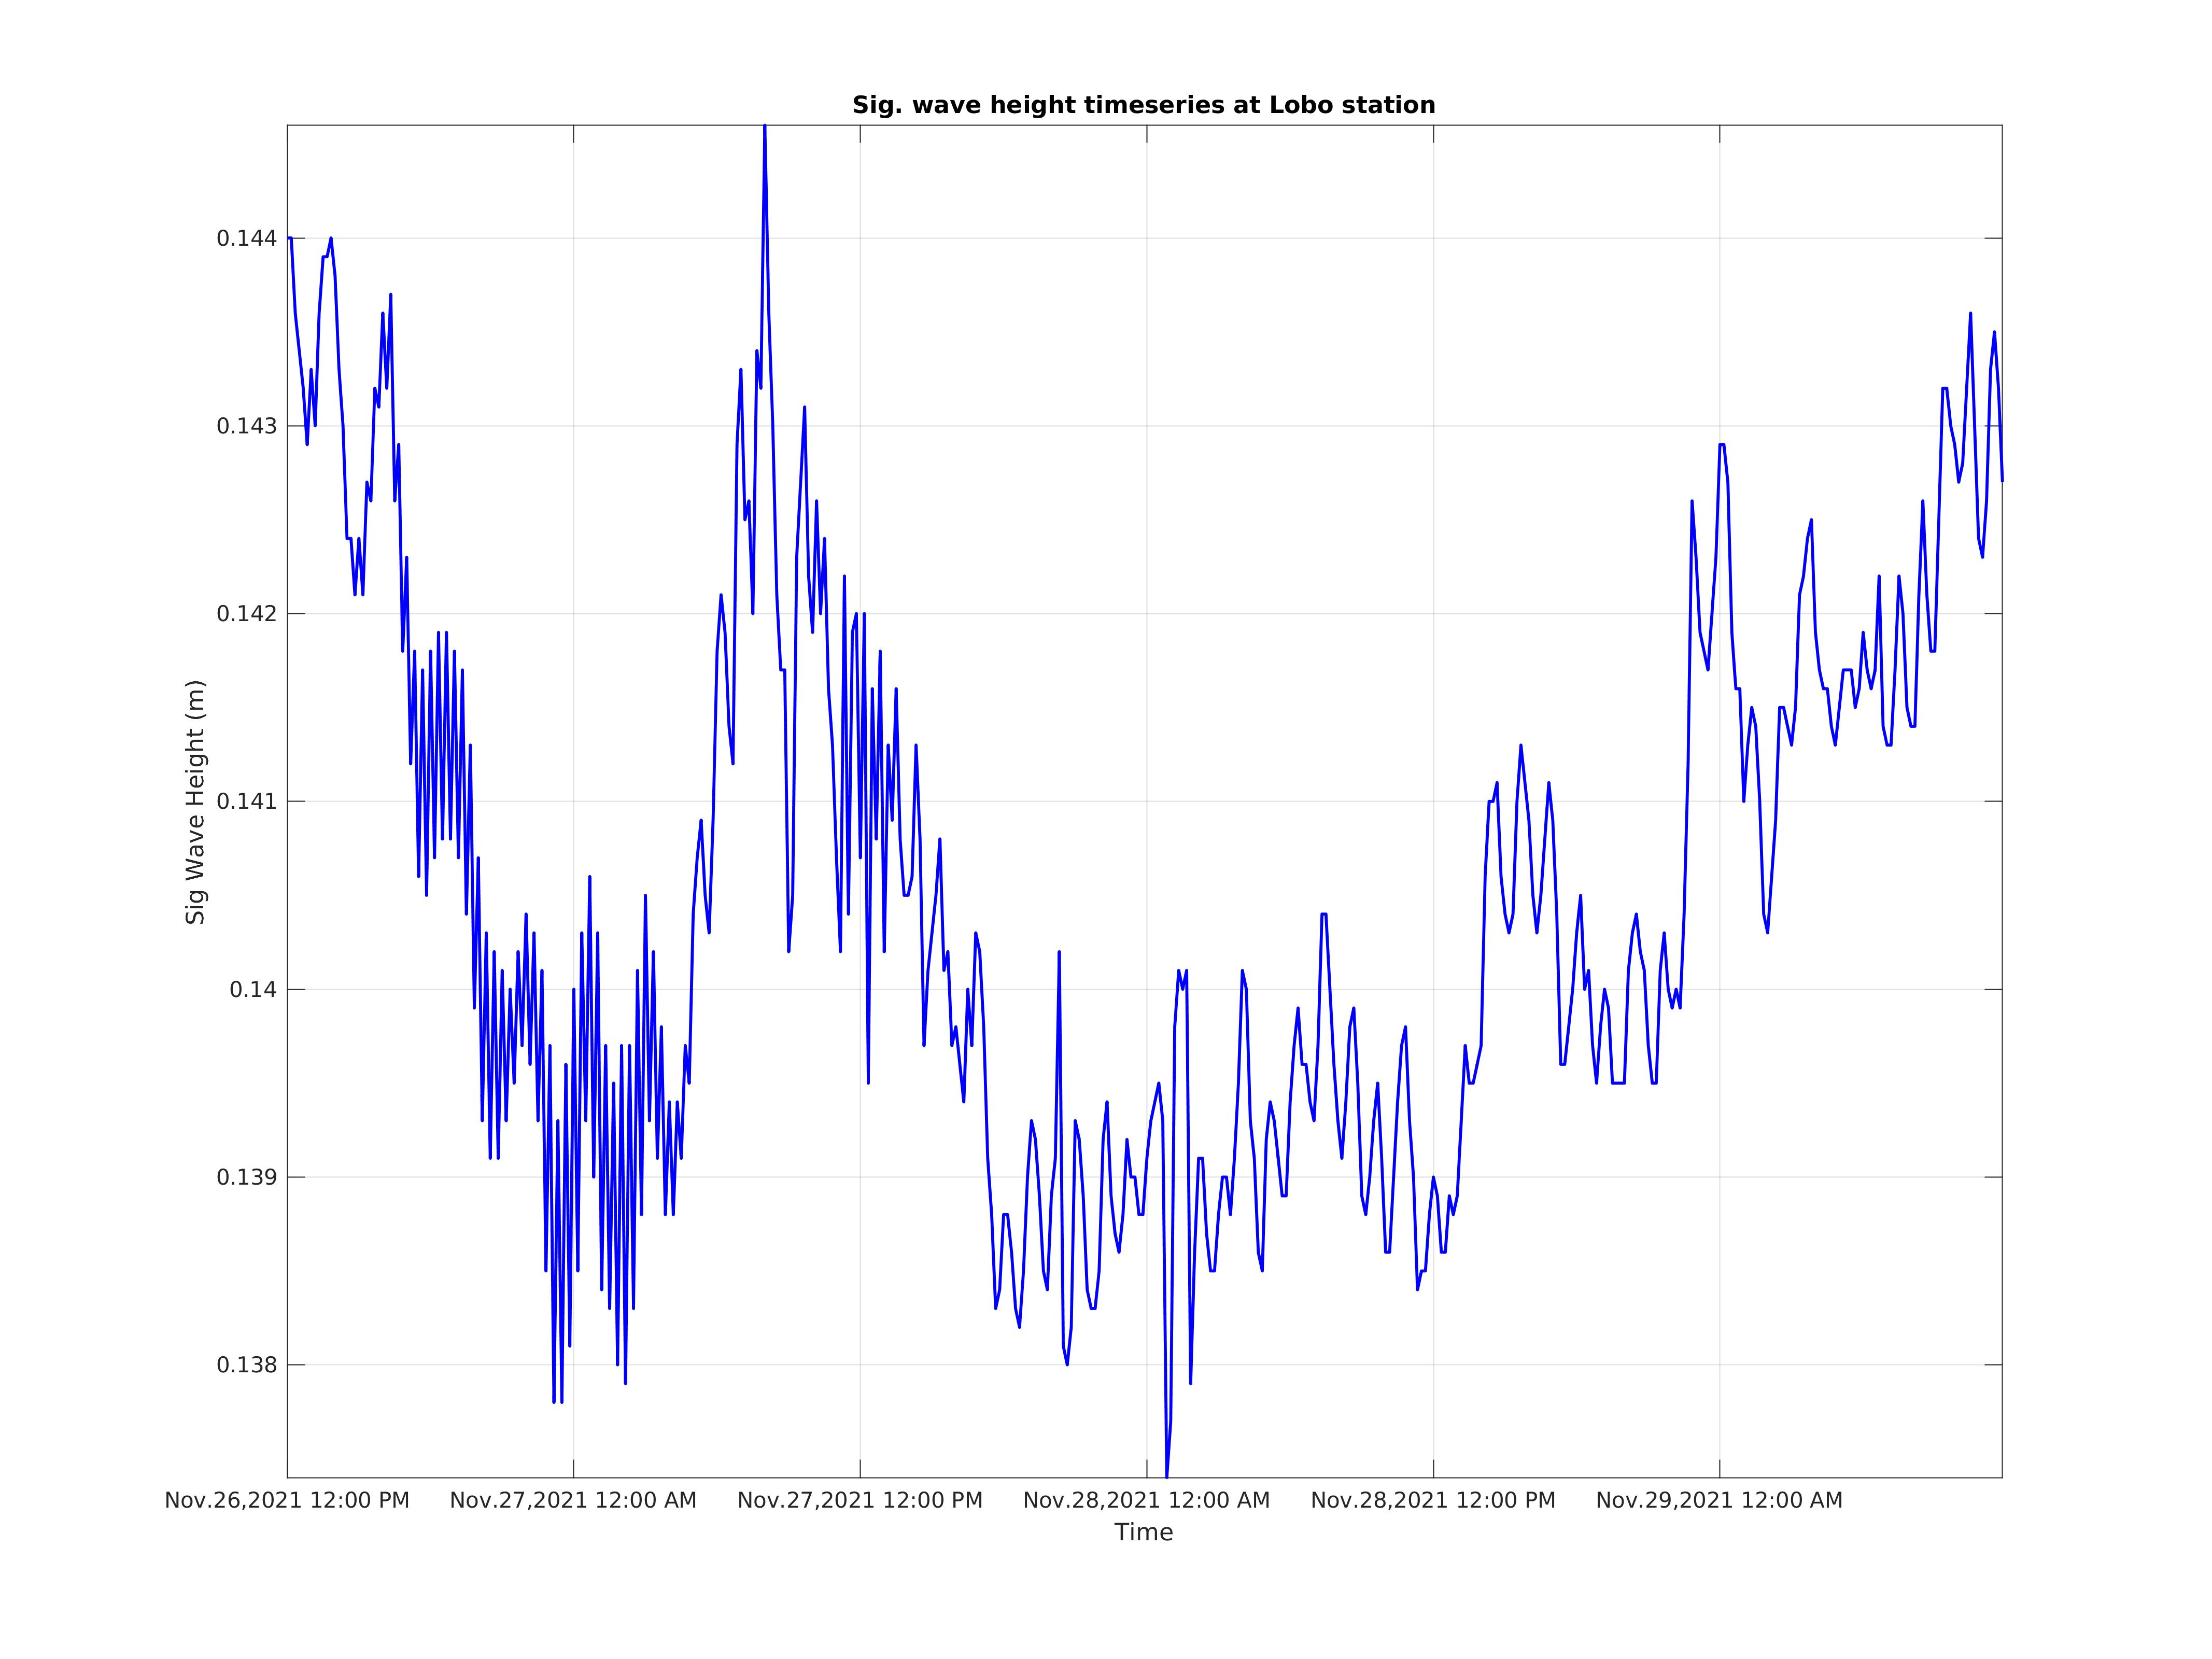 Sig. wave height timeseries at Lobo station
0.144
0.143
0.142
0.141
0.14
0.139
0.138
Sig Wave Height (m)
Nov.26,2021 12:00 PM
Nov.27,2021 12:00 AM
Nov.27,2021 12:00 PM
Nov.28,2021 12:00 AM
Nov.28,2021 12:00 PM
Nov.29,2021 12:00 AM
Time